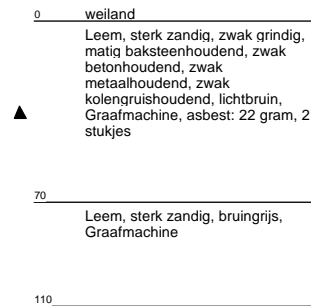 0 weiland
Leem, sterk zandig, zwak grindig,
matig baksteenhoudend, zwak
betonhoudend, zwak
metaalhoudend, zwak
kolengruishoudend, lichtbruin,
Graafmachine, asbest: 22 gram, 2
stukjes
70
Leem, sterk zandig, bruingrijs,
Graafmachine
110